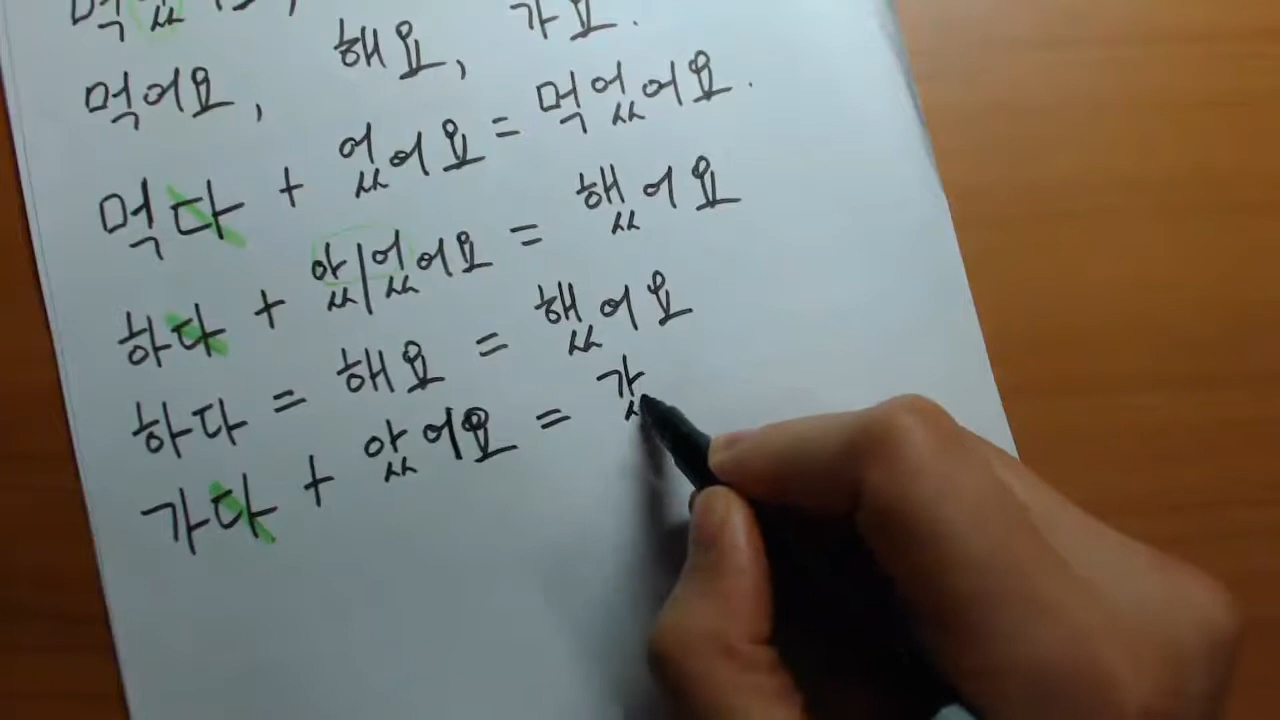 해요, 가요.
먹어요,
먹다 + 었어요 = 먹었어요.
하다 + 았/었어요 = 했어요
하다 = 해요 = 했어요
가다 + 았어요 = 갔